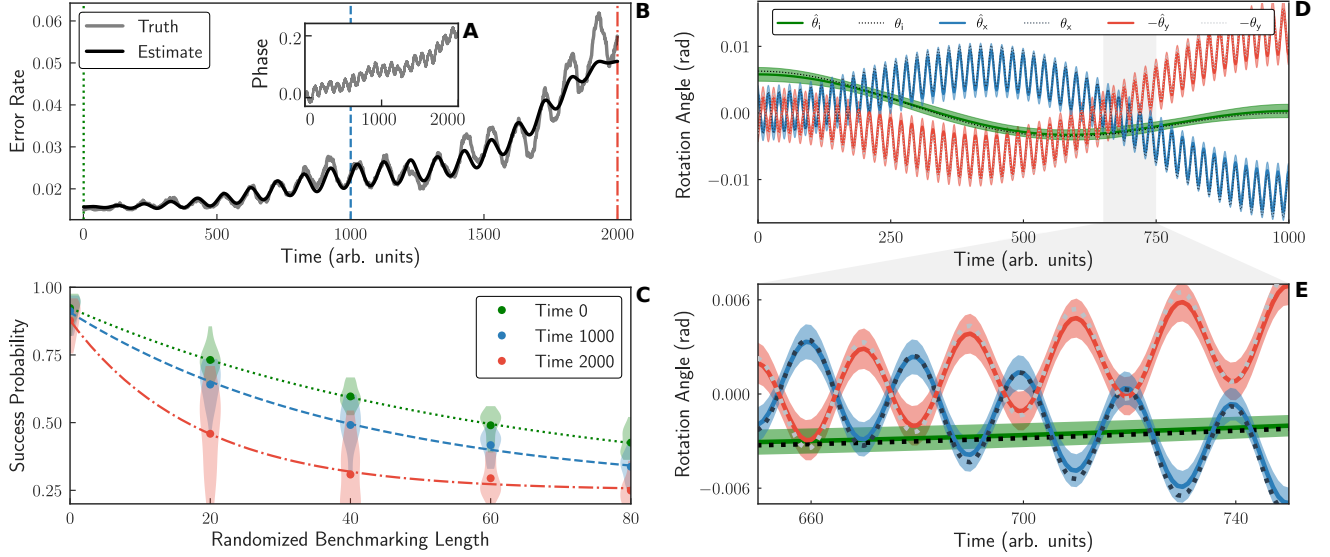 B
Truth
Estimate
A
Phase
0.2
0.0
0
1000
2000
Error Rate
0.06
0.05
0.04
0.03
0.02
0
500
1000
1500
2000
Time (arb. units)
C
Time 0
Time 1000
Time 2000
Success Probability
1.00
0.75
0.50
0.25
0
20
40
60
80
Randomized Benchmarking Length
D
θ̂i
θi
θ̂x
θx
−θ̂y
−θy
Rotation Angle (rad)
0.01
0.00
−0.01
0
250
500
750
1000
Time (arb. units)
E
Rotation Angle (rad)
0.006
0.000
−0.006
660
700
740
Time (arb. units)